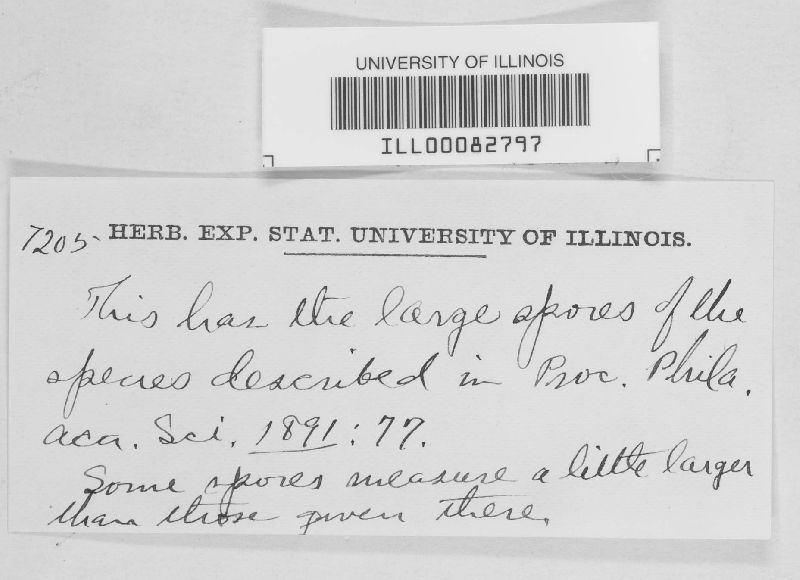 UNIVERSITY OF ILLINOIS
ILL00082797
7205 HERB. EXP. STAT. UNIVERSITY OF ILLINOIS.
This has the large spores of the
species described in Proc. Phila.
aca. Sci. 1891 : 77.
Some spores measure a little larger
than those given there.